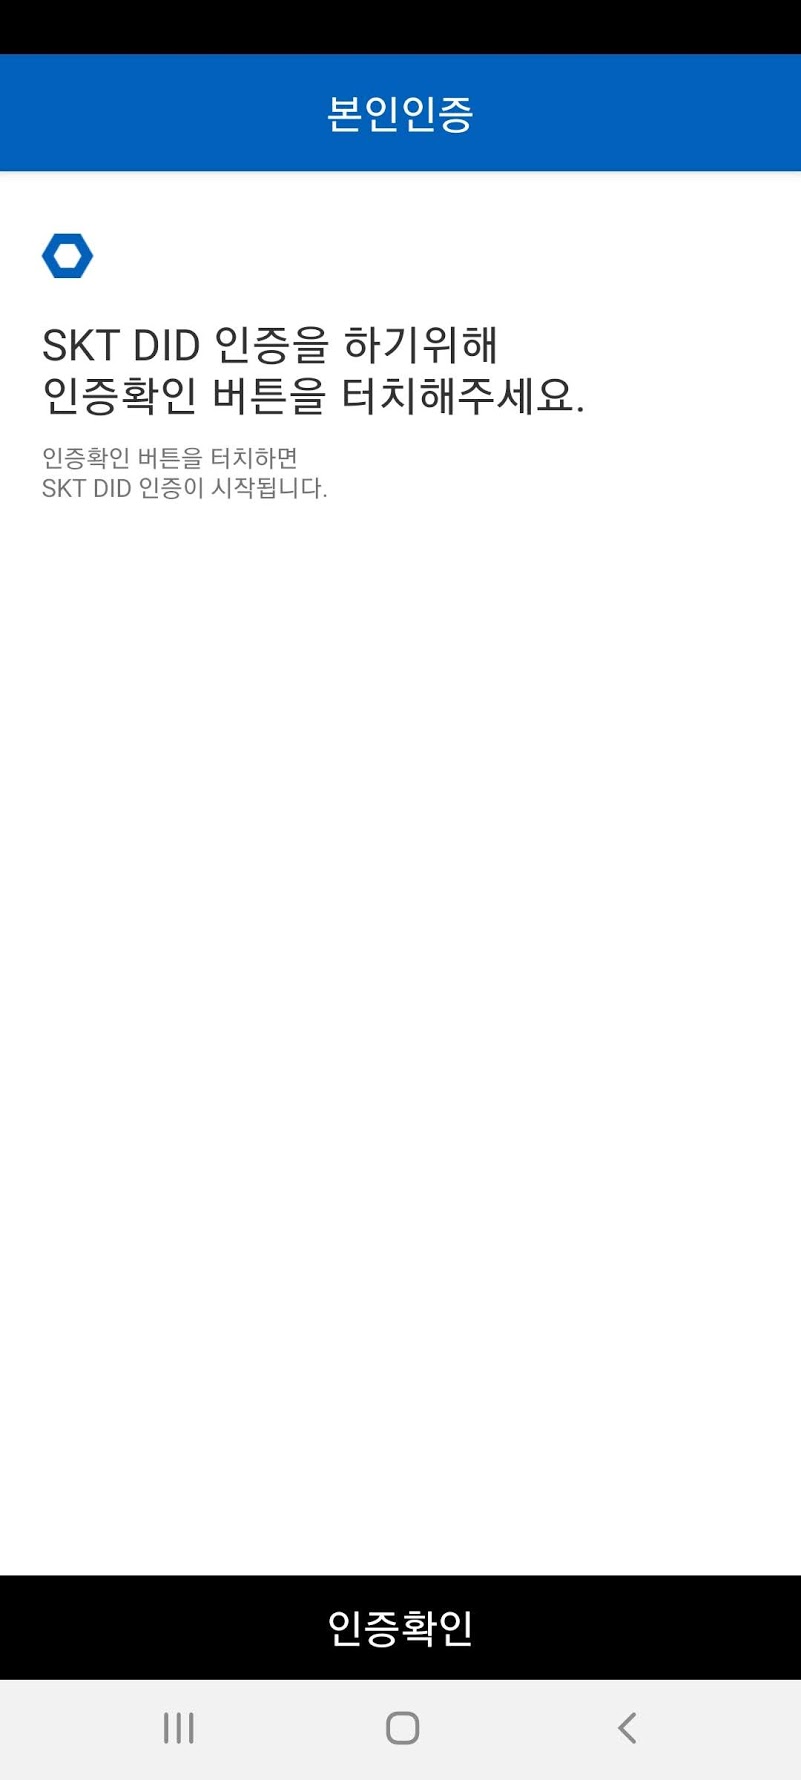 본인인증
SKT DID 인증을 하기위해
인증확인 버튼을 터치해주세요.
인증확인 버튼을 터치하면
SKT DID 인증이 시작됩니다.
인증확인